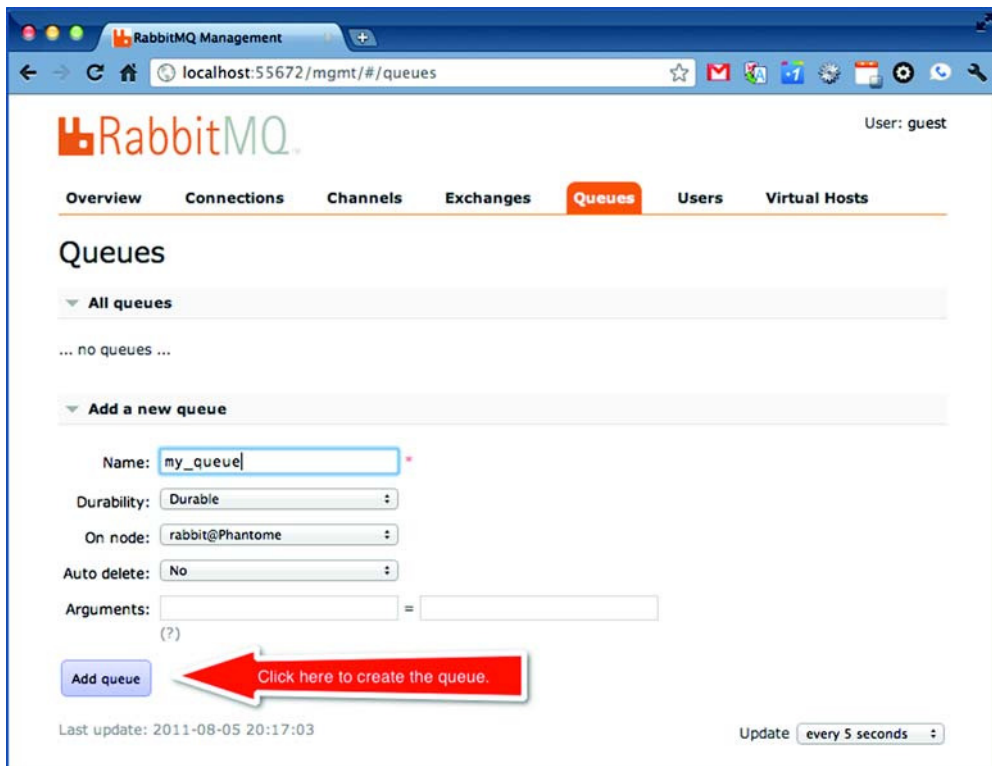 RabbitMQ Management
localhost:55672/mgmt/#/queues
RabbitMQ
User: guest
Overview Connections Channels Exchanges Queues Users Virtual Hosts
Queues
All queues
... no queues ...
Add a new queue
Name: my_queue *
Durability: Durable
On node: rabbit@Phantome
Auto delete: No
Arguments: =
(?)
Add queue
Click here to create the queue.
Last update: 2011-08-05 20:17:03
Update every 5 seconds